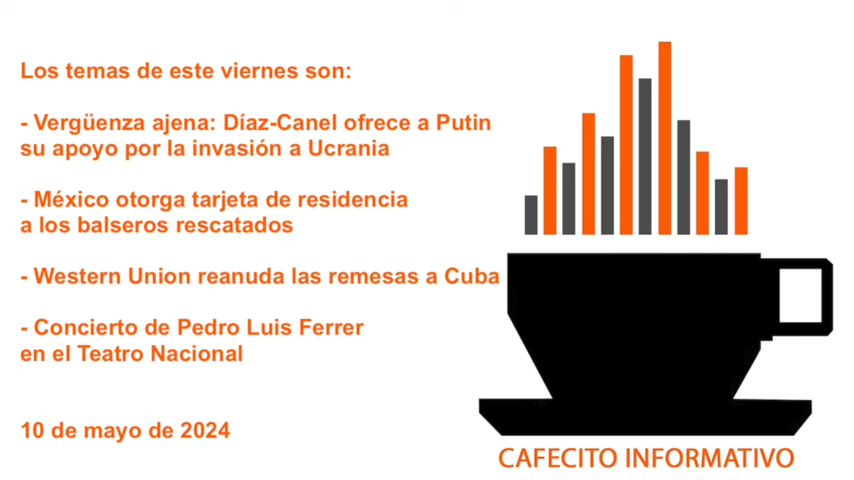 Los temas de este viernes son:
- Vergüenza ajena: Díaz-Canel ofrece a Putin
su apoyo por la invasión a Ucrania
- México otorga tarjeta de residencia
a los balseros rescatados
- Western Union reanuda las remesas a Cuba
- Concierto de Pedro Luis Ferrer
en el Teatro Nacional
10 de mayo de 2024
CAFECITO INFORMATIVO